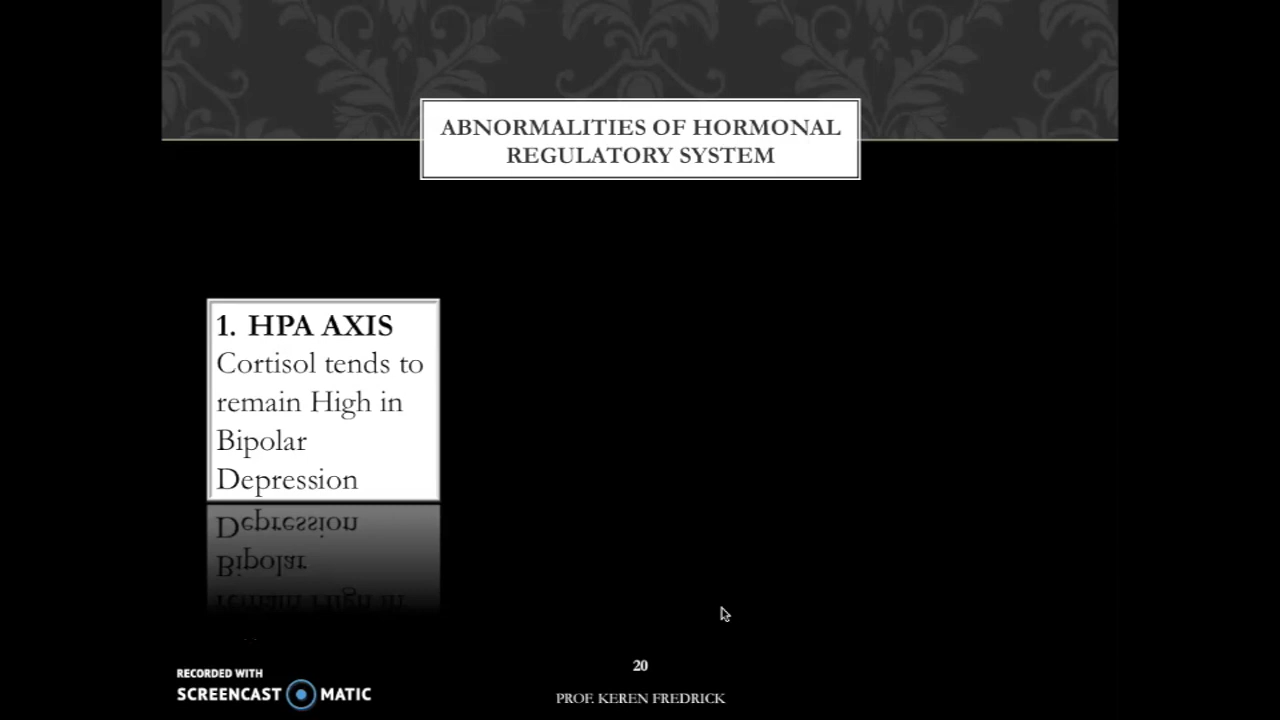 ABNORMALITIES OF HORMONAL
REGULATORY SYSTEM
1. HPA AXIS
Cortisol tends to
remain High in
Bipolar
Depression
RECORDED WITH
SCREENCAST MATIC
20
PROF. KEREN FREDRICK